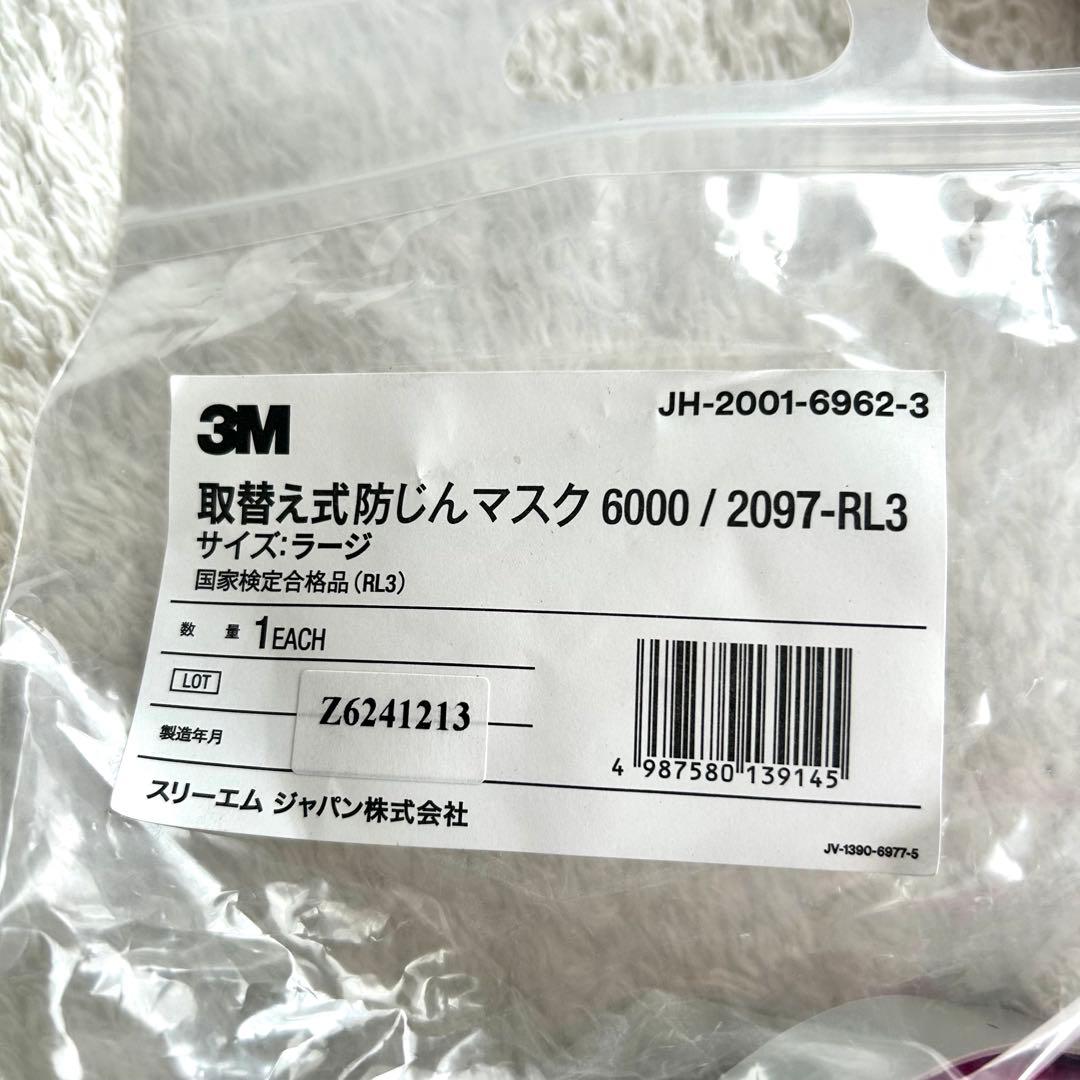 3M
JH-2001-6962-3
取替え式防じんマスク 6000 / 2097-RL3
サイズ:ラージ
国家検定合格品(RL3)
数 量 1EACH
LOT
Z6241213
製造年月
4 987580 139145
スリーエム ジャパン株式会社
JV-1390-6977-5